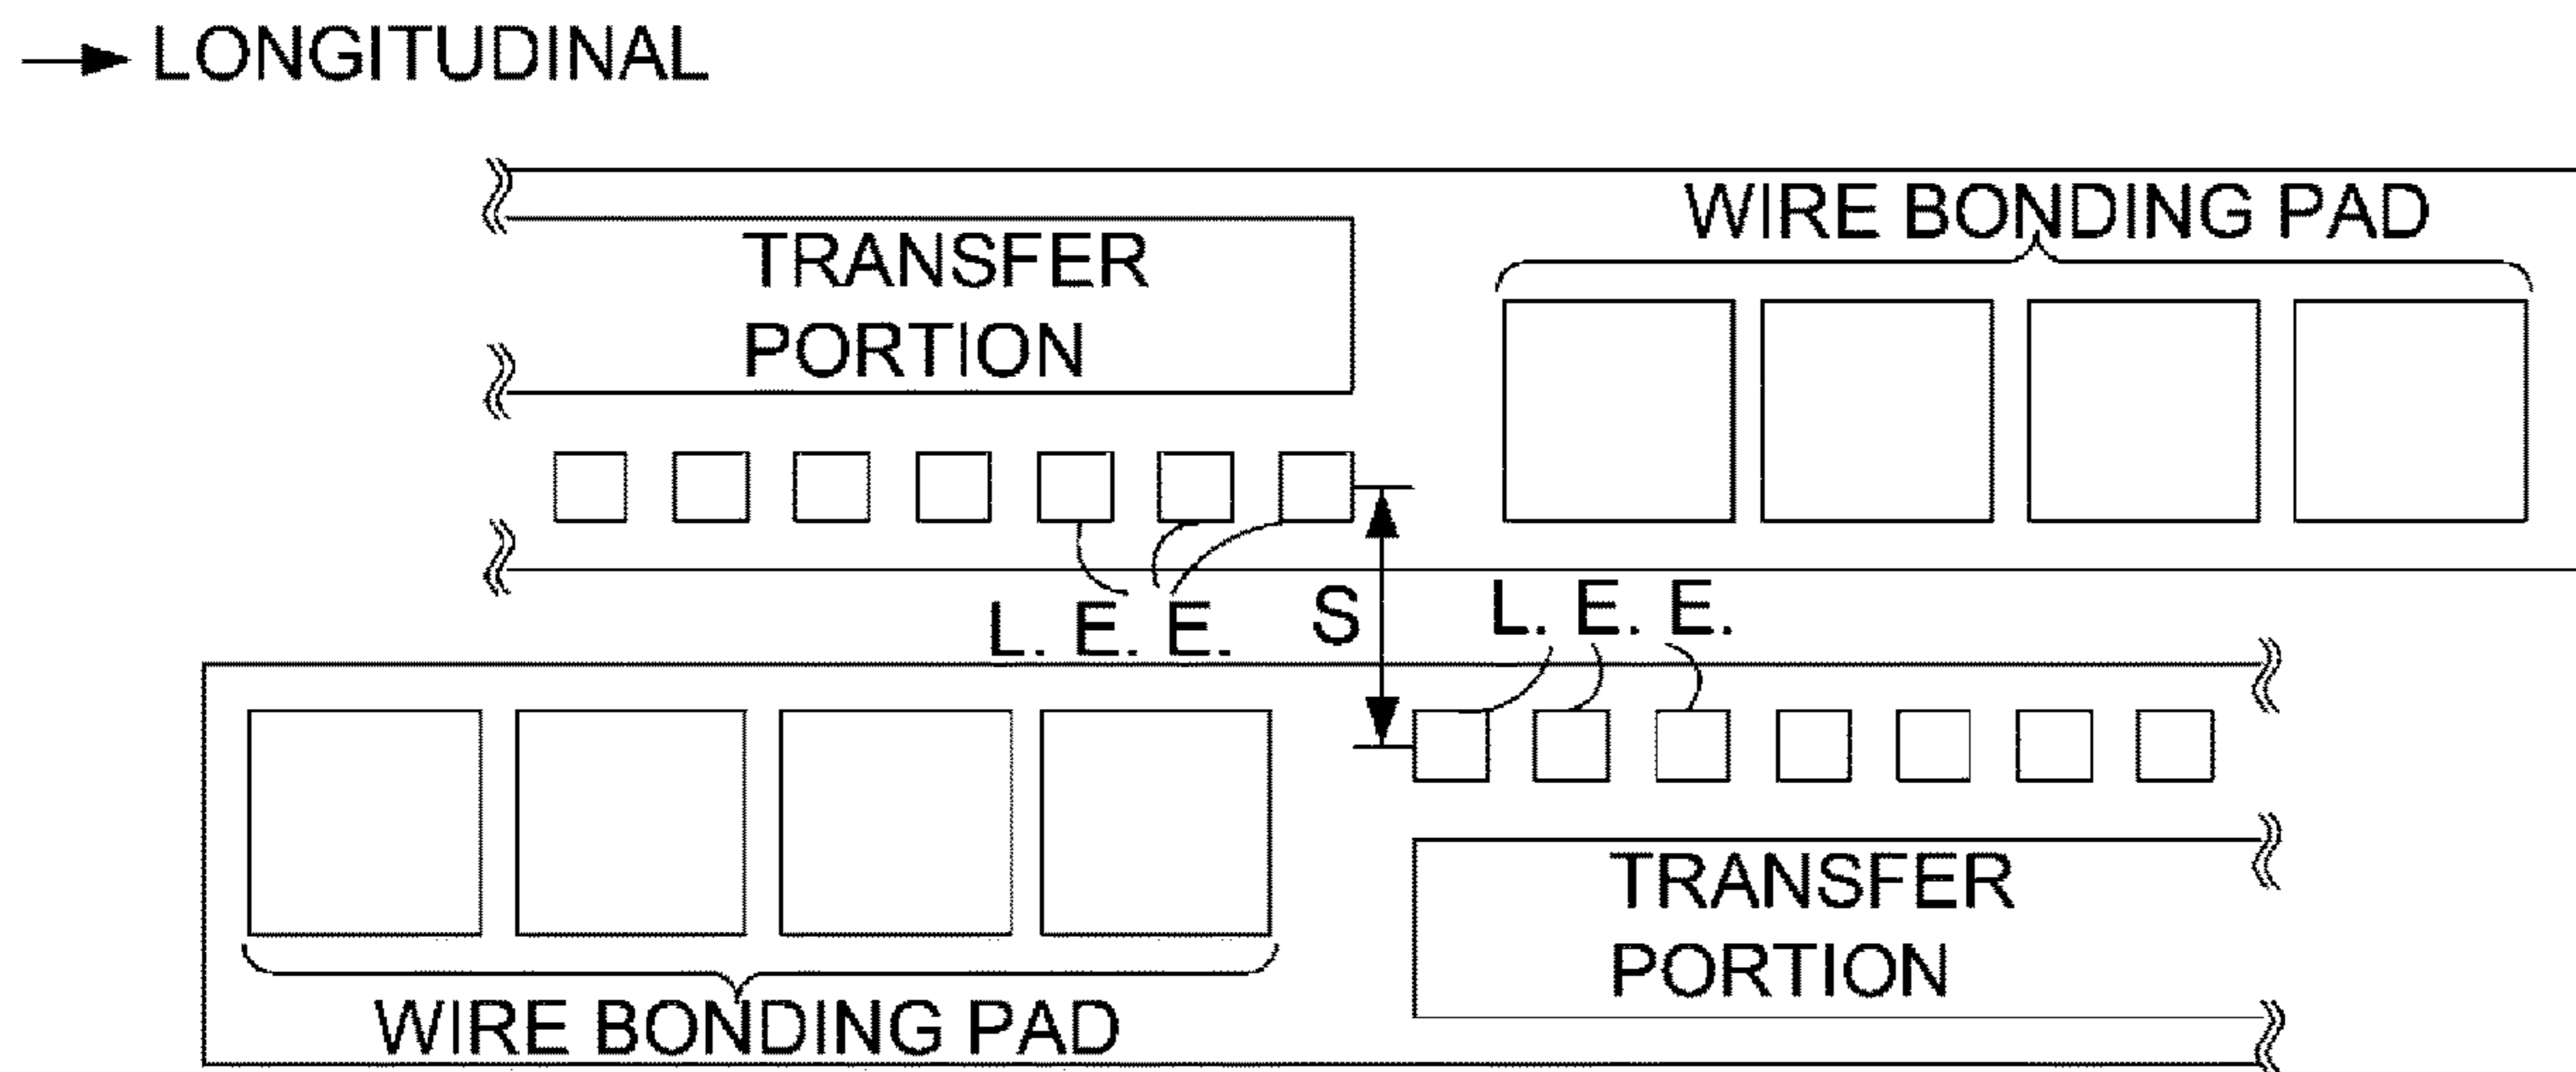 LONGITUDINAL
WIRE BONDING PAD
TRANSFER
PORTION
L. E. E.
S
L. E. E.
TRANSFER
PORTION
WIRE BONDING PAD